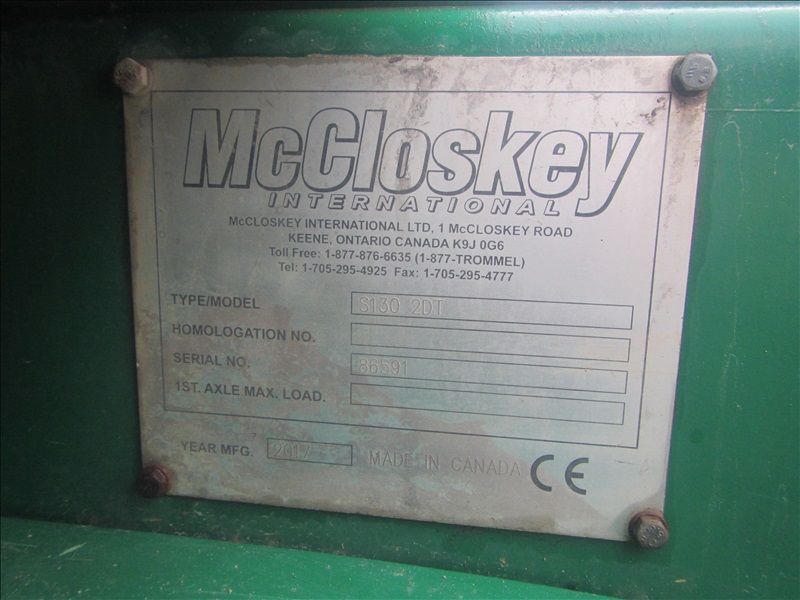 McCloskey
INTERNATIONAL
McCLOSKEY INTERNATIONAL LTD, 1 McCLOSKEY ROAD
KEENE, ONTARIO CANADA K9J 0G6
Toll Free: 1-877-876-6635 (1-877-TROMMEL)
Tel: 1-705-295-4925 Fax: 1-705-295-4777
TYPE/MODEL S130 2DT
HOMOLOGATION NO.
SERIAL NO. 86591
1ST. AXLE MAX. LOAD.
YEAR MFG. 2017 MADE IN CANADA CE